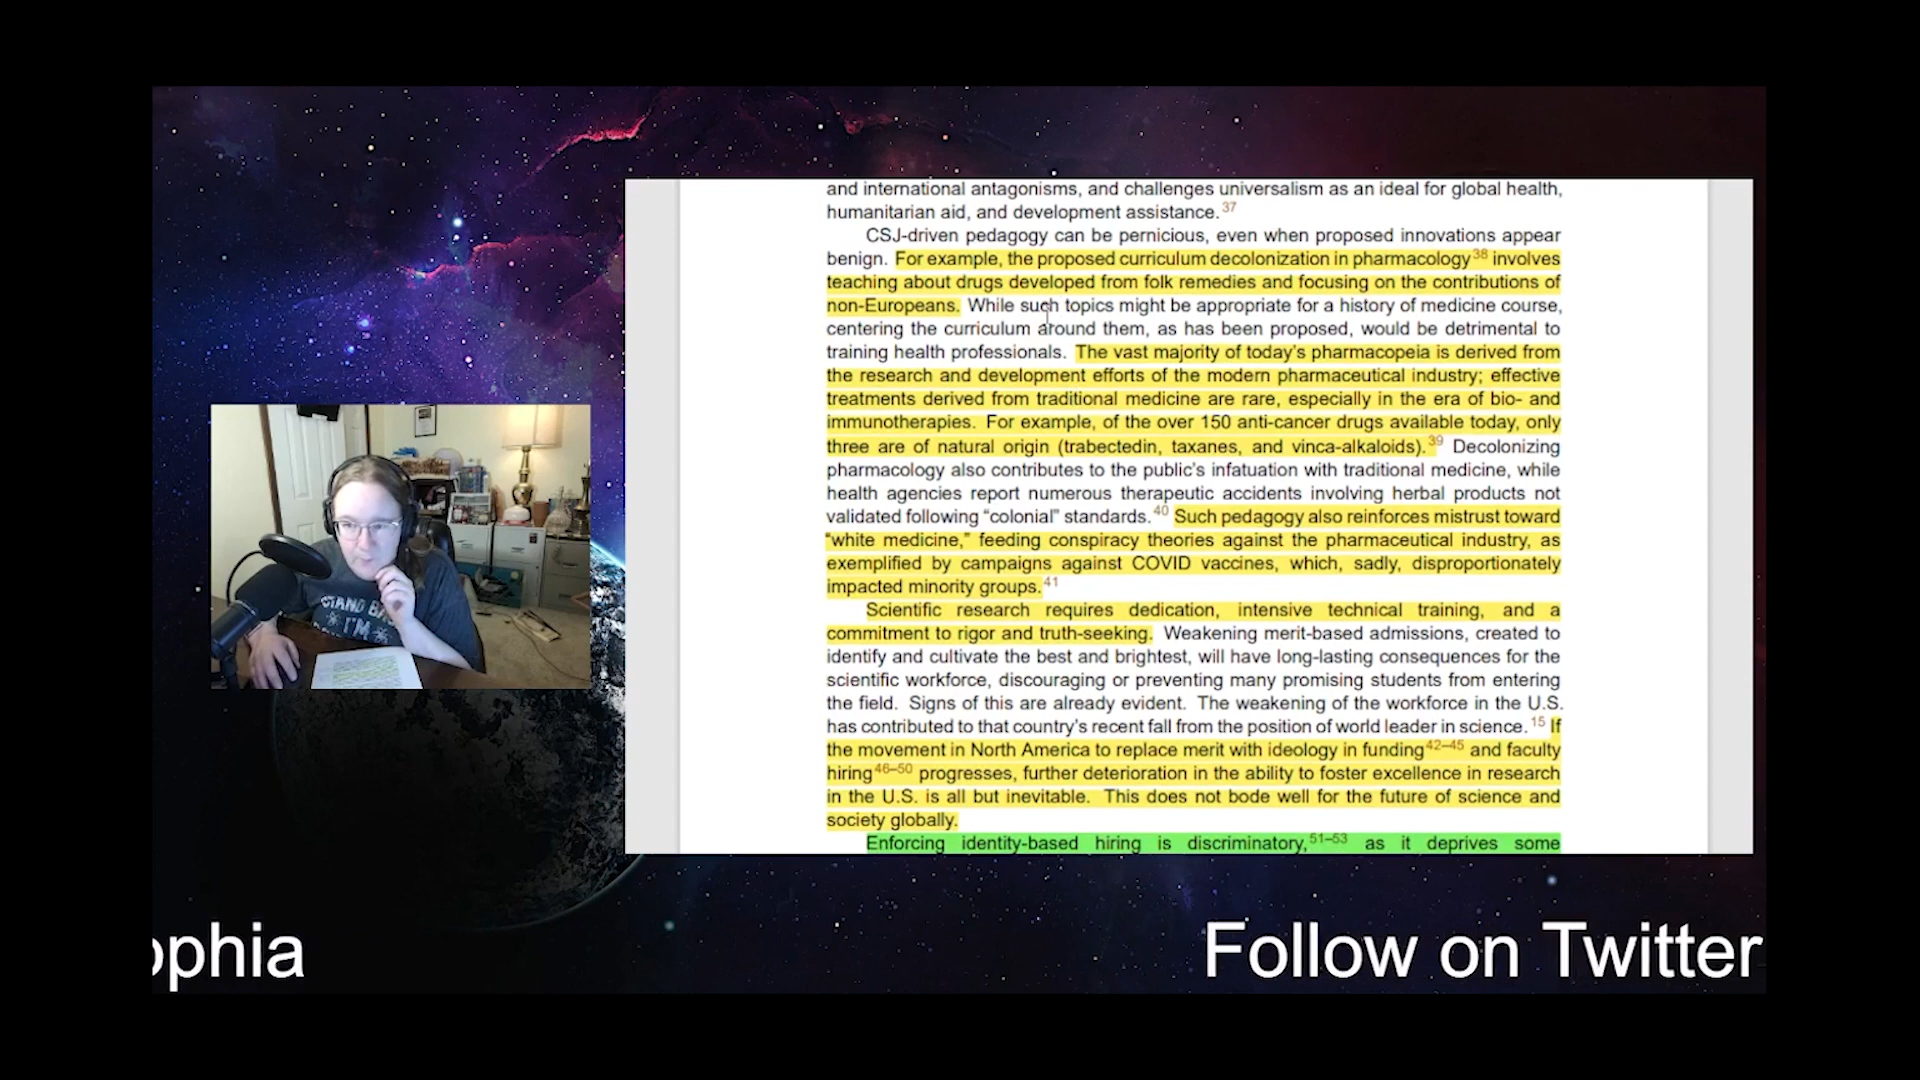 and international antagonisms, and challenges universalism as an ideal for global health,
humanitarian aid, and development assistance.37
CSJ-driven pedagogy can be pernicious, even when proposed innovations appear
benign. For example, the proposed curriculum decolonization in pharmacology38 involves
teaching about drugs developed from folk remedies and focusing on the contributions of
non-Europeans. While such topics might be appropriate for a history of medicine course,
centering the curriculum around them, as has been proposed, would be detrimental to
training health professionals. The vast majority of today's pharmacopeia is derived from
the research and development efforts of the modern pharmaceutical industry; effective
treatments derived from traditional medicine are rare, especially in the era of bio- and
immunotherapies. For example, of the over 150 anti-cancer drugs available today, only
three are of natural origin (trabectedin, taxanes, and vinca-alkaloids).39 Decolonizing
pharmacology also contributes to the public's infatuation with traditional medicine, while
health agencies report numerous therapeutic accidents involving herbal products not
validated following “colonial” standards.40 Such pedagogy also reinforces mistrust toward
“white medicine,” feeding conspiracy theories against the pharmaceutical industry, as
exemplified by campaigns against COVID vaccines, which, sadly, disproportionately
impacted minority groups.41
Scientific research requires dedication, intensive technical training, and a
commitment to rigor and truth-seeking. Weakening merit-based admissions, created to
identify and cultivate the best and brightest, will have long-lasting consequences for the
scientific workforce, discouraging or preventing many promising students from entering
the field. Signs of this are already evident. The weakening of the workforce in the U.S.
has contributed to that country's recent fall from the position of world leader in science.15 If
the movement in North America to replace merit with ideology in funding42–45 and faculty
hiring46–50 progresses, further deterioration in the ability to foster excellence in research
in the U.S. is all but inevitable. This does not bode well for the future of science and
society globally.
Enforcing identity-based hiring is discriminatory,51–53 as it deprives some
I'M
ophia
Follow on Twitter